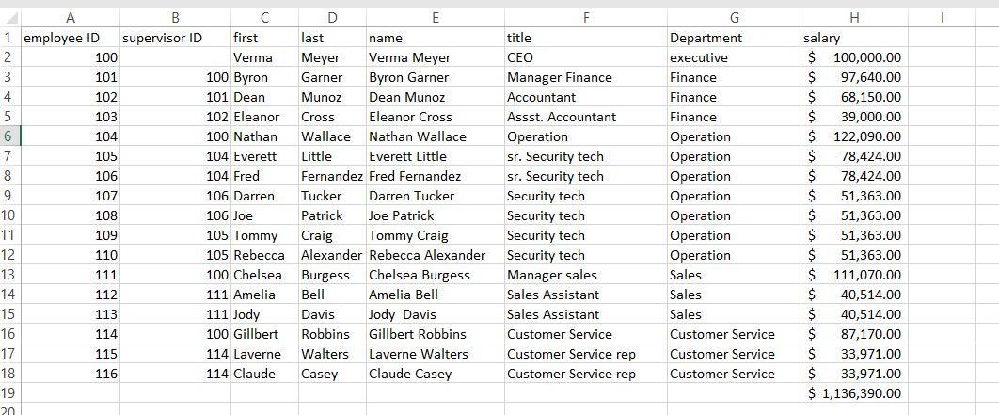 A B C D E F G H I
1 employee ID supervisor ID first last name title Department salary
2 100 Verma Meyer Verma Meyer CEO executive $ 100,000.00
3 101 100 Byron Garner Byron Garner Manager Finance Finance $ 97,640.00
4 102 101 Dean Munoz Dean Munoz Accountant Finance $ 68,150.00
5 103 102 Eleanor Cross Eleanor Cross Assst. Accountant Finance $ 39,000.00
6 104 100 Nathan Wallace Nathan Wallace Operation Operation $ 122,090.00
7 105 104 Everett Little Everett Little sr. Security tech Operation $ 78,424.00
8 106 104 Fred Fernandez Fred Fernandez sr. Security tech Operation $ 78,424.00
9 107 106 Darren Tucker Darren Tucker Security tech Operation $ 51,363.00
10 108 106 Joe Patrick Joe Patrick Security tech Operation $ 51,363.00
11 109 105 Tommy Craig Tommy Craig Security tech Operation $ 51,363.00
12 110 105 Rebecca Alexander Rebecca Alexander Security tech Operation $ 51,363.00
13 111 100 Chelsea Burgess Chelsea Burgess Manager sales Sales $ 111,070.00
14 112 111 Amelia Bell Amelia Bell Sales Assistant Sales $ 40,514.00
15 113 111 Jody Davis Jody Davis Sales Assistant Sales $ 40,514.00
16 114 100 Gillbert Robbins Gillbert Robbins Customer Service Customer Service $ 87,170.00
17 115 114 Laverne Walters Laverne Walters Customer Service rep Customer Service $ 33,971.00
18 116 114 Claude Casey Claude Casey Customer Service rep Customer Service $ 33,971.00
19 $ 1,136,390.00
20